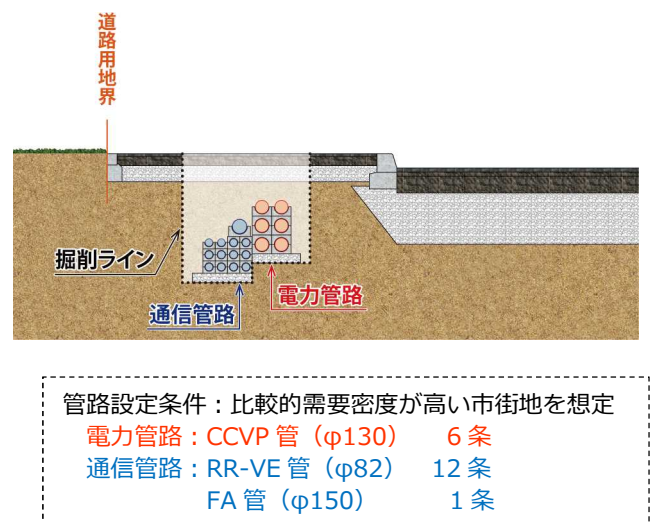 道路用地界
掘削ライン
通信管路
電力管路
管路設定条件：比較的需要密度が高い市街地を想定
電力管路：CCVP 管（φ130） 6 条
通信管路：RR-VE 管（φ82） 12 条
FA 管（φ150） 1 条